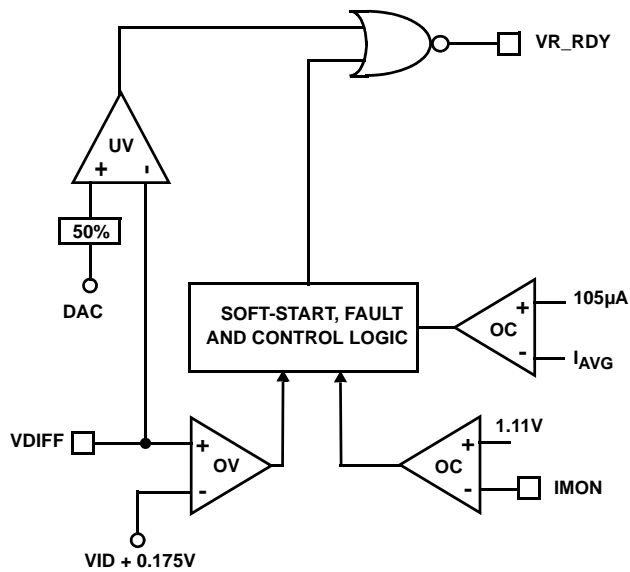 VR_RDY
UV
+ -
50%
DAC
SOFT-START, FAULT
AND CONTROL LOGIC
+ 105µA
OC
- IAVG
VDIFF
+
OV
-
VID + 0.175V
1.11V
+
OC
- IMON